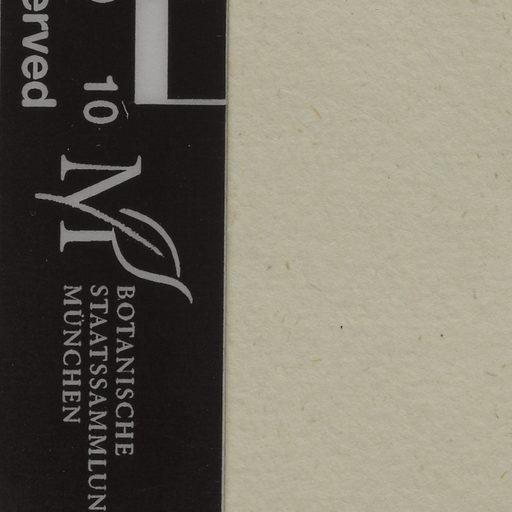 erved
10
BOTANISCHE
STAATSSAMMLUN
MÜNCHEN